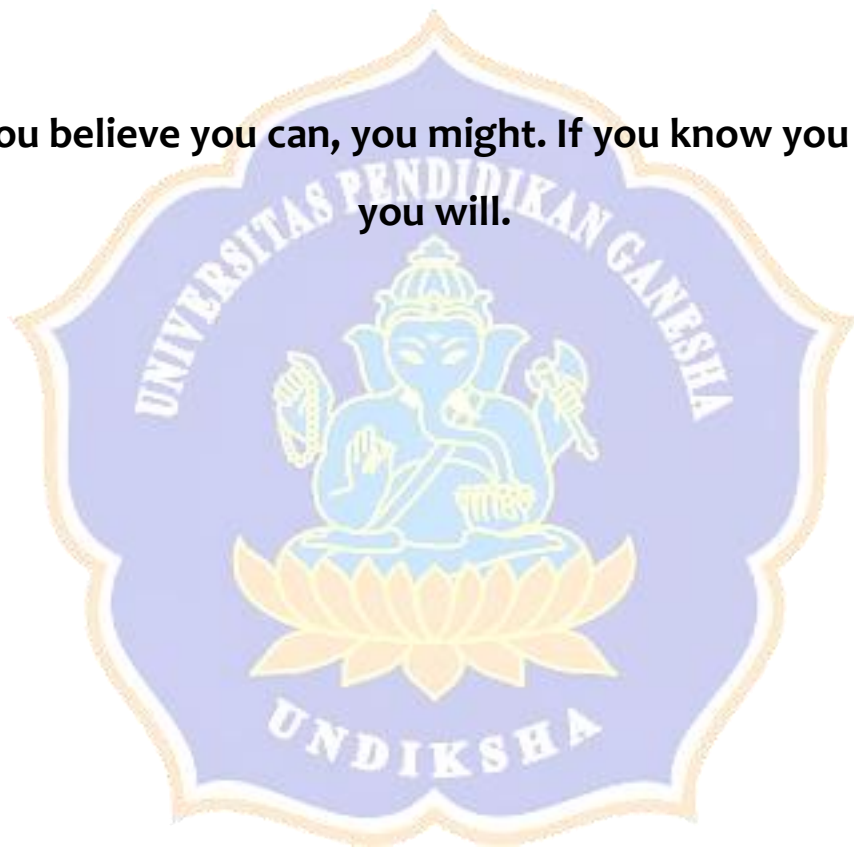 ou believe you can, you might. If you know you
you will.
UNIVERSITAS PENDIDIKAN GANESHA
UNDIKSHA